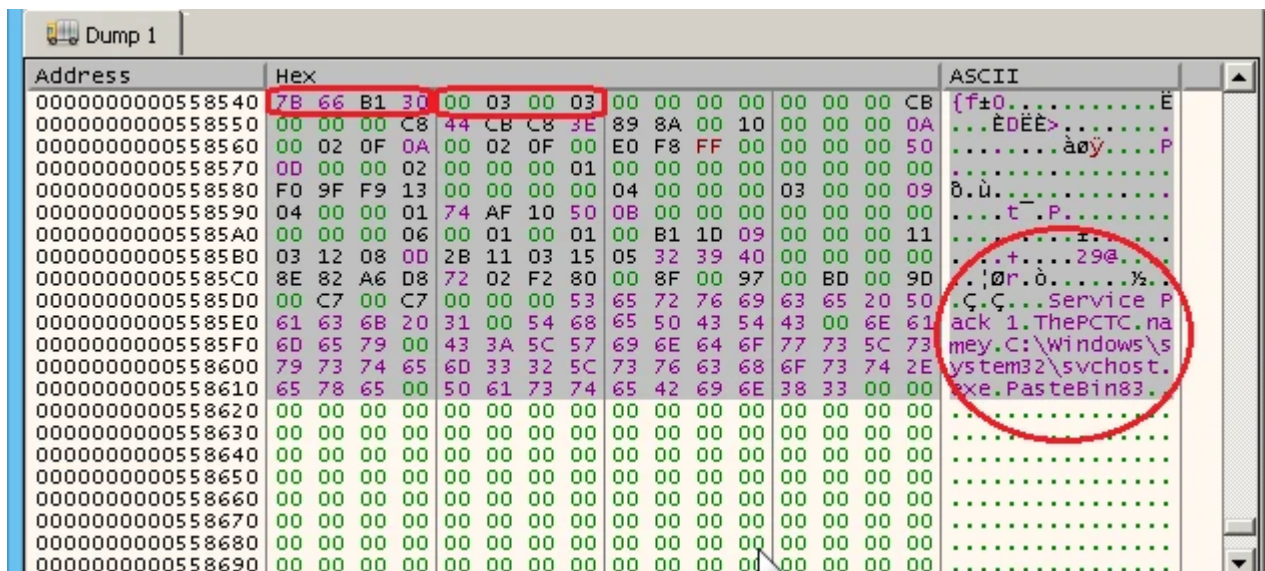 Dump 1
Address Hex ASCII
0000000000558540 7B 66 B1 30 00 03 00 03 00 00 00 00 00 00 00 CB {f±0...........Ë
0000000000558550 00 00 00 C8 44 CB C8 3E 89 8A 00 10 00 00 00 0A ...ÈDËÈ>........
0000000000558560 00 02 0F 0A 00 02 0F 00 E0 F8 FF 00 00 00 00 50 ........àøÿ....P
0000000000558570 0D 00 00 02 00 00 00 01 00 00 00 00 00 00 00 00 ................
0000000000558580 F0 9F F9 13 00 00 00 00 04 00 00 00 03 00 00 09 ð.ù.............
0000000000558590 04 00 00 01 74 AF 10 50 0B 00 00 00 00 00 00 00 ....t¯.P........
00000000005585A0 00 00 00 06 00 01 00 01 00 B1 1D 09 00 00 00 11 .........±......
00000000005585B0 03 12 08 0D 2B 11 03 15 05 32 39 40 00 00 00 00 ....+....29@....
00000000005585C0 8E 82 A6 D8 72 02 F2 80 00 8F 00 97 00 BD 00 9D ..¦Ør.ò......½..
00000000005585D0 00 C7 00 C7 00 00 00 53 65 72 76 69 63 65 20 50 .Ç.Ç...Service P
00000000005585E0 61 63 6B 20 31 00 54 68 65 50 43 54 43 00 6E 61 ack 1.ThePCTC.na
00000000005585F0 6D 65 79 00 43 3A 5C 57 69 6E 64 6F 77 73 5C 73 mey.C:\Windows\s
0000000000558600 79 73 74 65 6D 33 32 5C 73 76 63 68 6F 73 74 2E ystem32\svchost.
0000000000558610 65 78 65 00 50 61 73 74 65 42 69 6E 38 33 00 00 exe.PasteBin83..
0000000000558620 00 00 00 00 00 00 00 00 00 00 00 00 00 00 00 00 ................
0000000000558630 00 00 00 00 00 00 00 00 00 00 00 00 00 00 00 00 ................
0000000000558640 00 00 00 00 00 00 00 00 00 00 00 00 00 00 00 00 ................
0000000000558650 00 00 00 00 00 00 00 00 00 00 00 00 00 00 00 00 ................
0000000000558660 00 00 00 00 00 00 00 00 00 00 00 00 00 00 00 00 ................
0000000000558670 00 00 00 00 00 00 00 00 00 00 00 00 00 00 00 00 ................
0000000000558680 00 00 00 00 00 00 00 00 00 00 00 00 00 00 00 00 ................
0000000000558690 00 00 00 00 00 00 00 00 00 00 00 00 00 00 00 00 ................